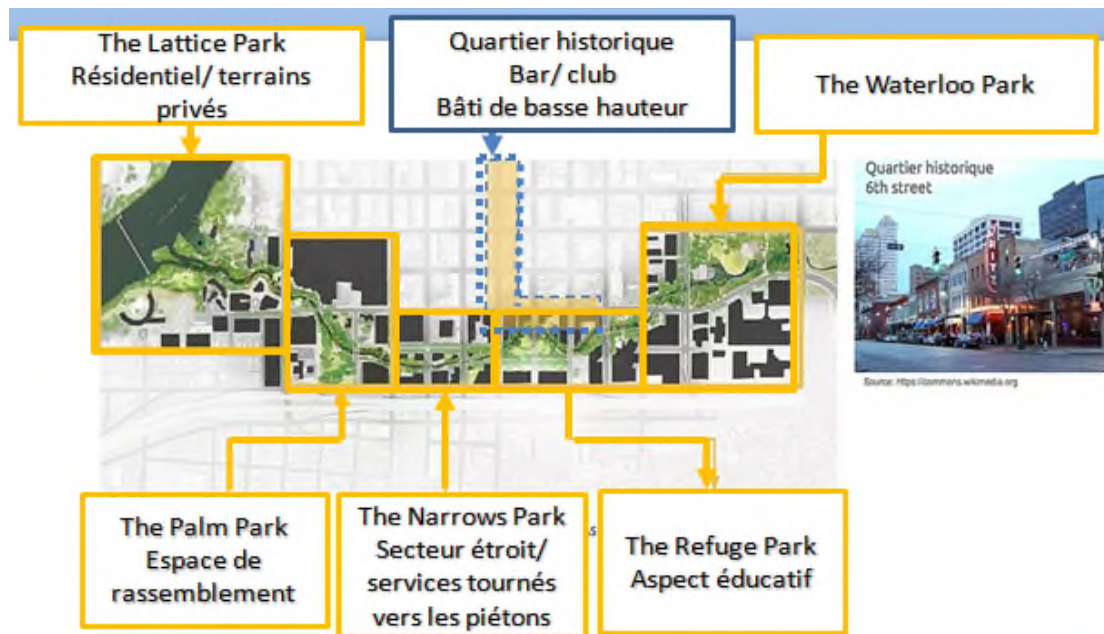 The Lattice Park
Résidentiel/ terrains
privés
Quartier historique
Bar/ club
Bâti de basse hauteur
The Waterloo Park
Quartier historique
6th street
RITZ
Source: https://commons.wikimedia.org
The Palm Park
Espace de
rassemblement
The Narrows Park
Secteur étroit/
services tournés
vers les piétons
s
The Refuge Park
Aspect éducatif